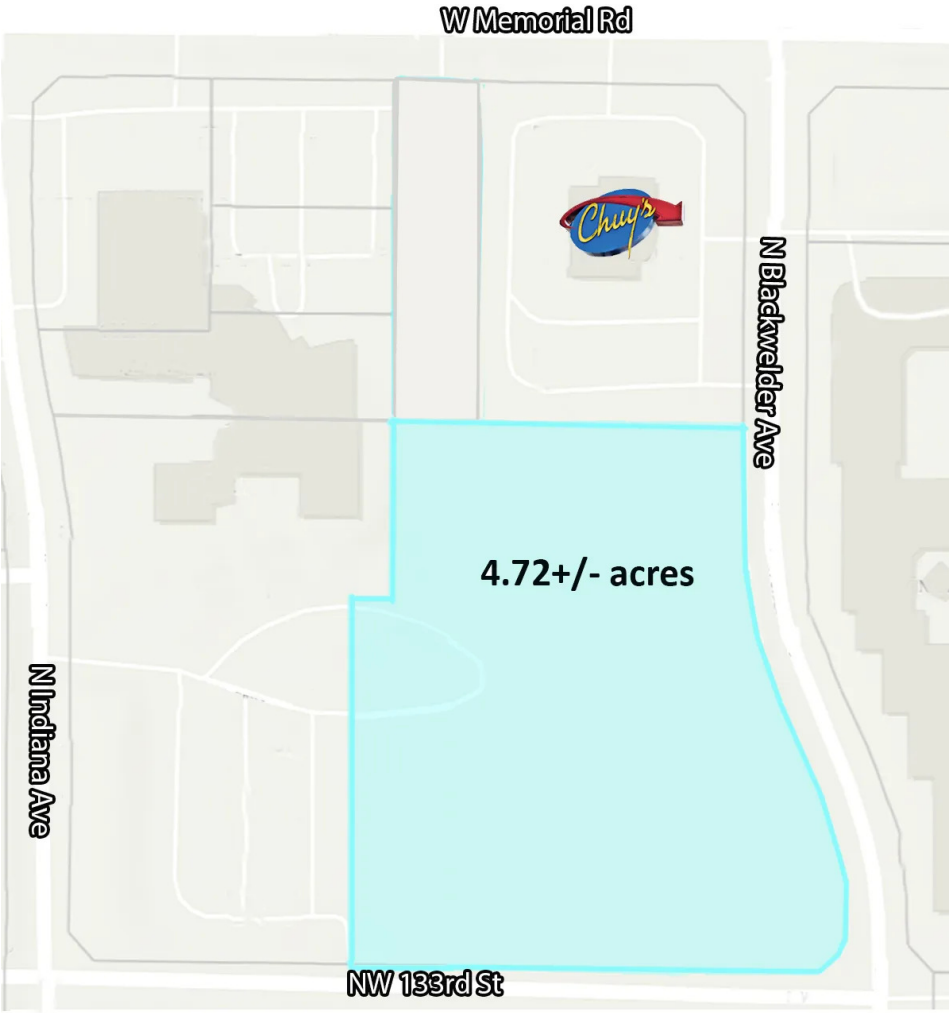 W Memorial Rd
Chuy's
N Blackwelder Ave
4.72+/- acres
N Indiana Ave
NW 133rd St